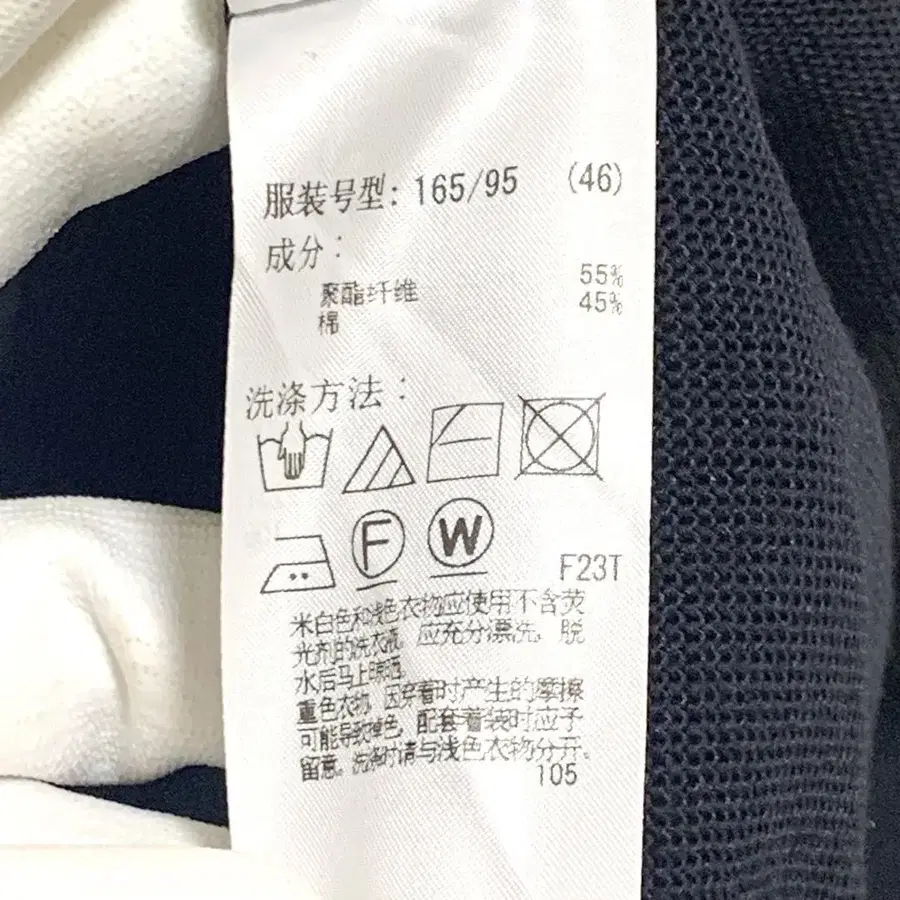 服装号型: 165/95 (46)
成分:
聚酯纤维 55%
棉 45%
洗涤方法:
F W
F23T
米白色和浅色衣物应使用不含荧
光剂的洗衣液, 应充分漂洗, 脱
水后马上晾晒
重色衣物, 因穿着时产生的摩擦
可能导致掉色, 配套着装时应予
留意。洗涤时请与浅色衣物分开。
105